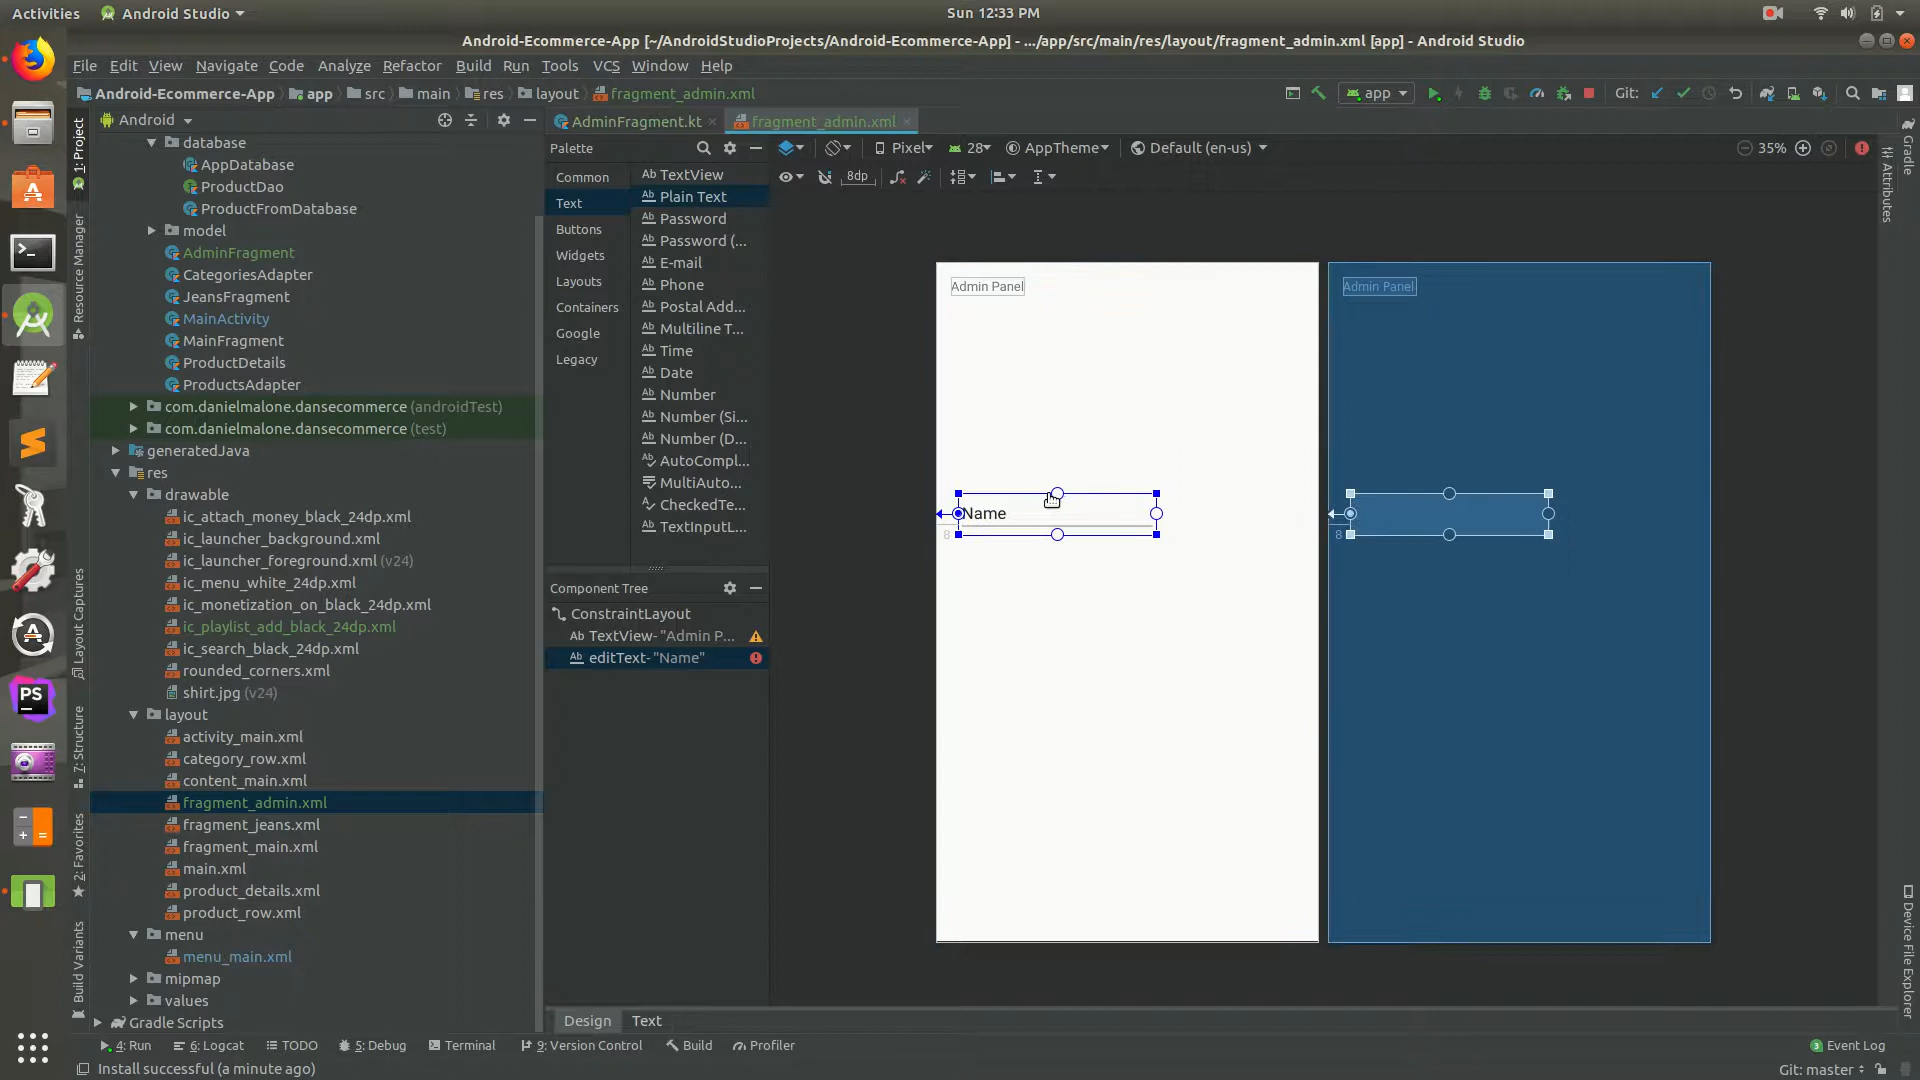 Activities
Android Studio
Sun 12:33 PM
Android-Ecommerce-App [~/AndroidStudioProjects/Android-Ecommerce-App] - .../app/src/main/res/layout/fragment_admin.xml [app] - Android Studio
File Edit View Navigate Code Analyze Refactor Build Run Tools VCS Window Help
Android-Ecommerce-App app src main res layout fragment_admin.xml
app
Git:
1: Project
Resource Manager
Layout Captures
7: Structure
2: Favorites
Build Variants
Android
database
AppDatabase
ProductDao
ProductFromDatabase
model
AdminFragment
CategoriesAdapter
JeansFragment
MainActivity
MainFragment
ProductDetails
ProductsAdapter
com.danielmalone.dansecommerce (androidTest)
com.danielmalone.dansecommerce (test)
generatedJava
res
drawable
ic_attach_money_black_24dp.xml
ic_launcher_background.xml
ic_launcher_foreground.xml (v24)
ic_menu_white_24dp.xml
ic_monetization_on_black_24dp.xml
ic_playlist_add_black_24dp.xml
ic_search_black_24dp.xml
rounded_corners.xml
shirt.jpg (v24)
layout
activity_main.xml
category_row.xml
content_main.xml
fragment_admin.xml
fragment_jeans.xml
fragment_main.xml
main.xml
product_details.xml
product_row.xml
menu
menu_main.xml
mipmap
values
Gradle Scripts
AdminFragment.kt
fragment_admin.xml
Palette
Common
Text
Buttons
Widgets
Layouts
Containers
Google
Legacy
TextView
Plain Text
Password
Password (...
E-mail
Phone
Postal Add...
Multiline T...
Time
Date
Number
Number (Si...
Number (D...
AutoCompl...
MultiAuto...
CheckedTe...
TextInputL...
Component Tree
ConstraintLayout
TextView- "Admin P...
editText- "Name"
Pixel
28
AppTheme
Default (en-us)
35%
8dp
Admin Panel
Name
8
Admin Panel
8
Gradle
Attributes
Device File Explorer
Design
Text
4: Run
6: Logcat
TODO
5: Debug
Terminal
9: Version Control
Build
Profiler
3
Event Log
Install successful (a minute ago)
Git: master
PS